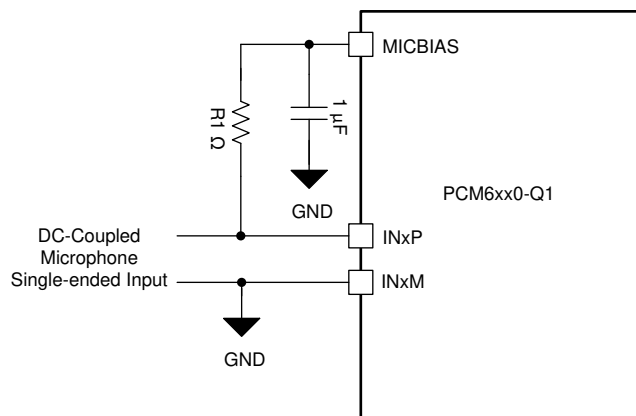 MICBIAS
R1 Ω
1 µF
GND
PCM6xx0-Q1
DC-Coupled
Microphone
Single-ended Input
INxP
INxM
GND